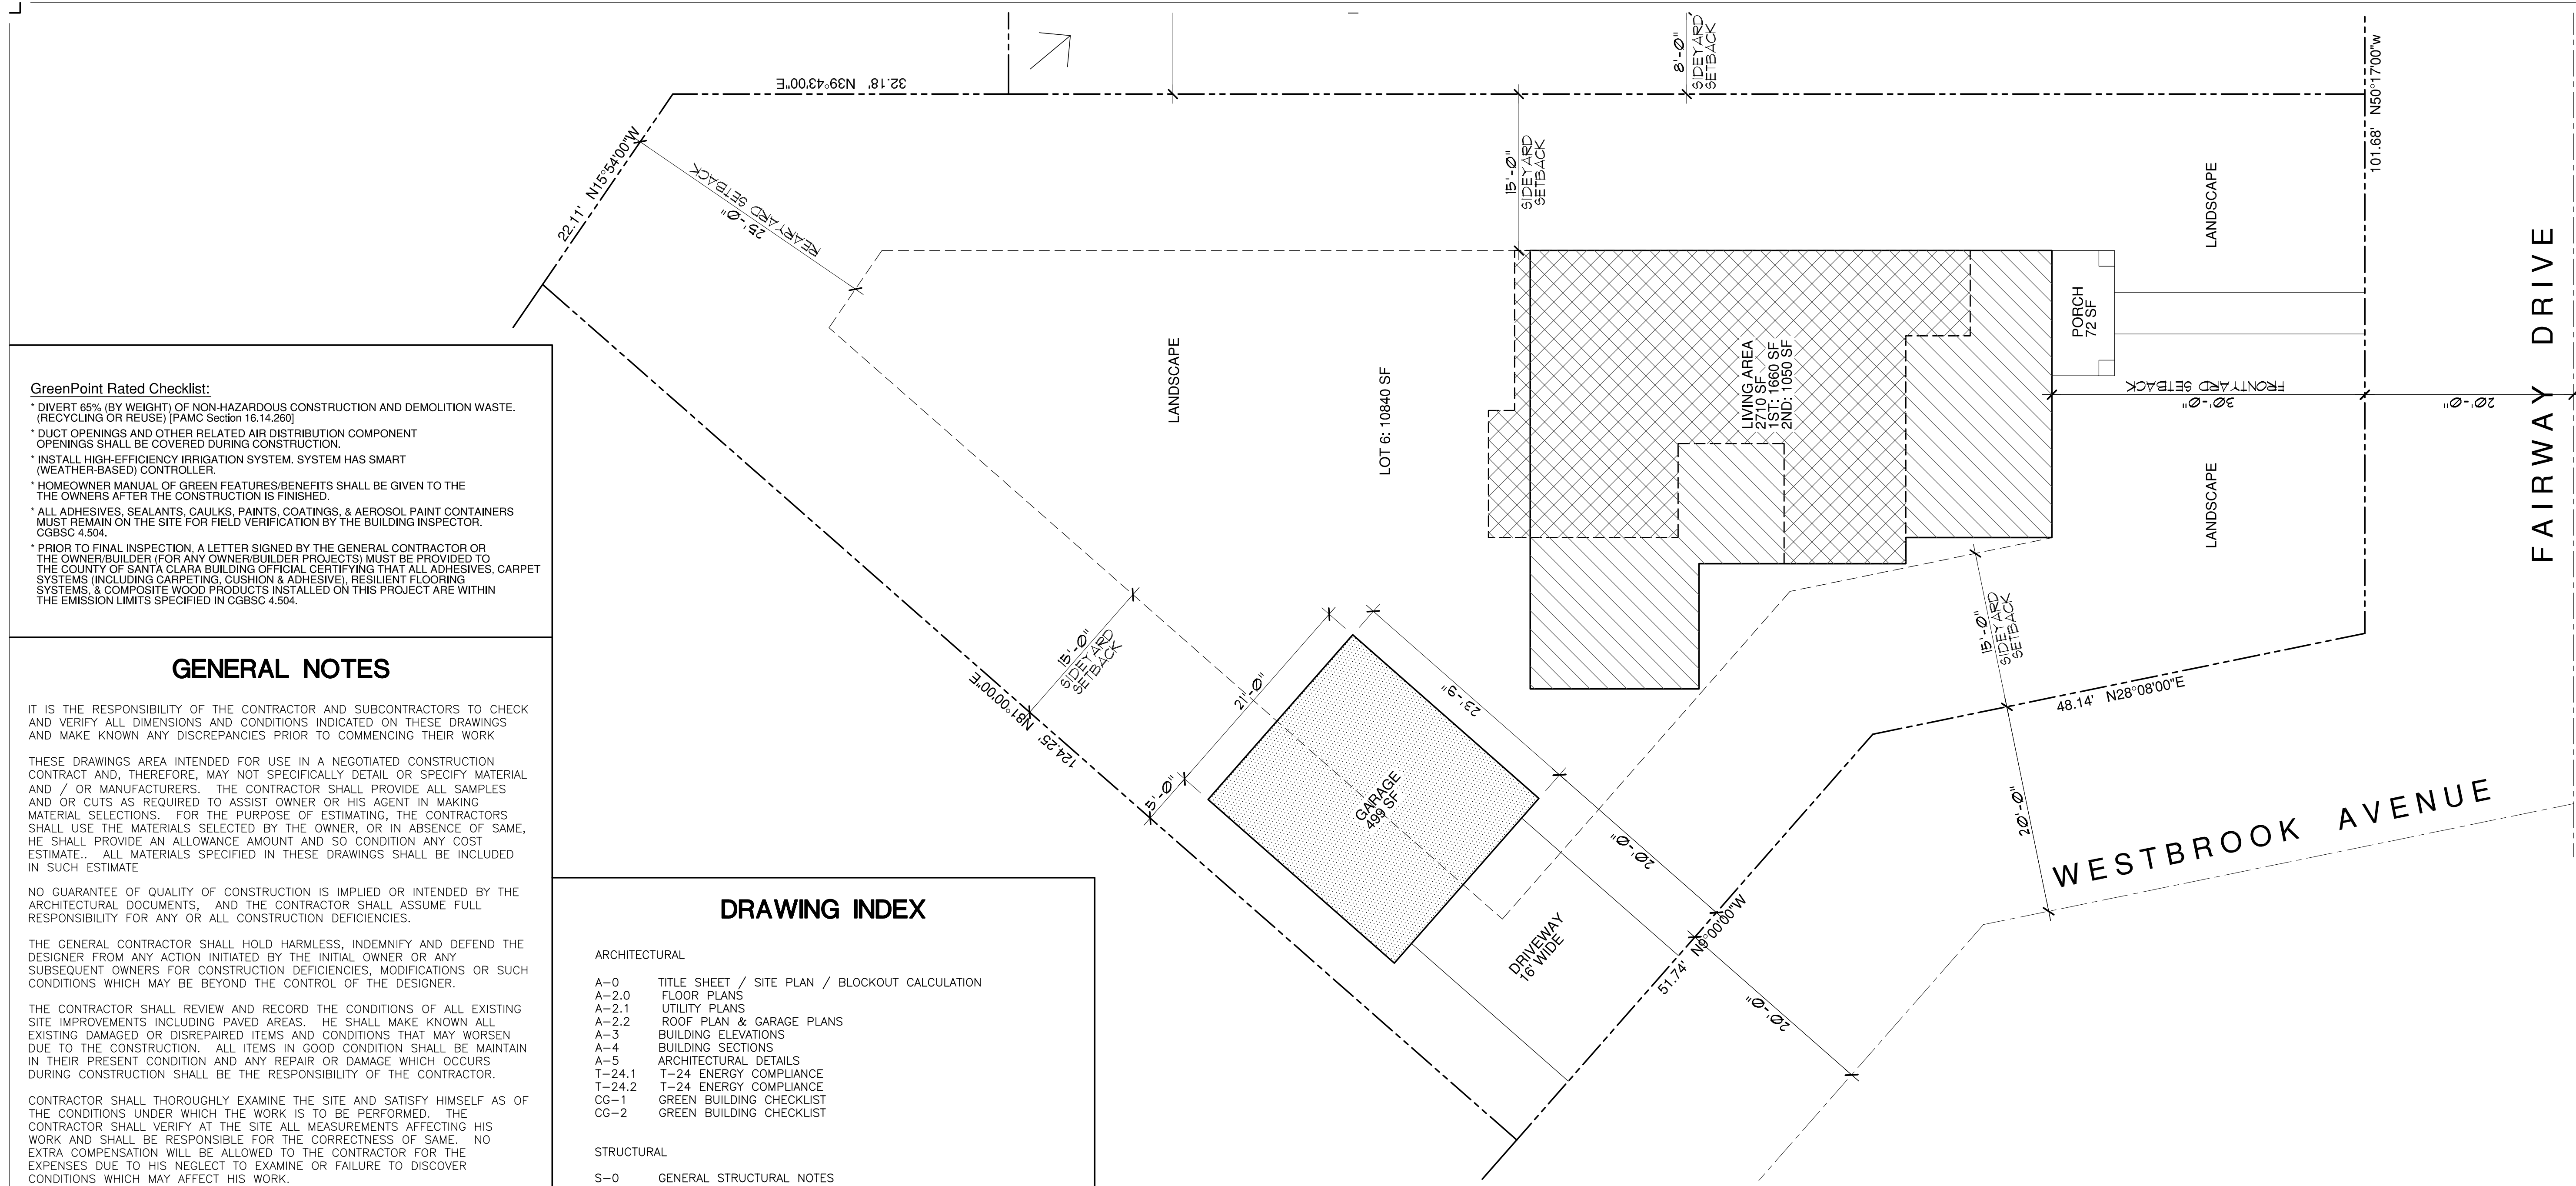 32.18' N39°43'00"E
22.11' N15°54'00"W
25'-0"
REARYARD SETBACK
15'-0"
SIDEYARD
SETBACK
8'-0"
SIDEYARD
SETBACK
101.68' N50°17'00"w
LANDSCAPE
LANDSCAPE
LOT 6: 10840 SF
LIVING AREA
2710 SF
1ST: 1660 SF
2ND: 1050 SF
PORCH
72 SF
FRONTYARD SETBACK
30'-0"
20'-0"
FAIRWAY DRIVE
LANDSCAPE
15'-0"
SIDEYARD
SETBACK
48.14' N28°08'00"E
20'-0"
WESTBROOK AVENUE
15'-0"
SIDEYARD
SETBACK
124.25' N81°00'00"E
5'-0"
21'-0"
23'-9"
GARAGE
499 SF
20'-0"
DRIVEWAY
16' WIDE
51.74' N9°00'00"W
20'-0"
GreenPoint Rated Checklist:
* DIVERT 65% (BY WEIGHT) OF NON-HAZARDOUS CONSTRUCTION AND DEMOLITION WASTE.
(RECYCLING OR REUSE) [PAMC Section 16.14.260]
* DUCT OPENINGS AND OTHER RELATED AIR DISTRIBUTION COMPONENT
OPENINGS SHALL BE COVERED DURING CONSTRUCTION.
* INSTALL HIGH-EFFICIENCY IRRIGATION SYSTEM. SYSTEM HAS SMART
(WEATHER-BASED) CONTROLLER.
* HOMEOWNER MANUAL OF GREEN FEATURES/BENEFITS SHALL BE GIVEN TO THE
THE OWNERS AFTER THE CONSTRUCTION IS FINISHED.
* ALL ADHESIVES, SEALANTS, CAULKS, PAINTS, COATINGS, & AEROSOL PAINT CONTAINERS
MUST REMAIN ON THE SITE FOR FIELD VERIFICATION BY THE BUILDING INSPECTOR.
CGBSC 4.504.
* PRIOR TO FINAL INSPECTION, A LETTER SIGNED BY THE GENERAL CONTRACTOR OR
THE OWNER/BUILDER (FOR ANY OWNER/BUILDER PROJECTS) MUST BE PROVIDED TO
THE COUNTY OF SANTA CLARA BUILDING OFFICIAL CERTIFYING THAT ALL ADHESIVES, CARPET
SYSTEMS (INCLUDING CARPETING, CUSHION & ADHESIVE), RESILIENT FLOORING
SYSTEMS, & COMPOSITE WOOD PRODUCTS INSTALLED ON THIS PROJECT ARE WITHIN
THE EMISSION LIMITS SPECIFIED IN CGBSC 4.504.
GENERAL NOTES
IT IS THE RESPONSIBILITY OF THE CONTRACTOR AND SUBCONTRACTORS TO CHECK
AND VERIFY ALL DIMENSIONS AND CONDITIONS INDICATED ON THESE DRAWINGS
AND MAKE KNOWN ANY DISCREPANCIES PRIOR TO COMMENCING THEIR WORK
THESE DRAWINGS AREA INTENDED FOR USE IN A NEGOTIATED CONSTRUCTION
CONTRACT AND, THEREFORE, MAY NOT SPECIFICALLY DETAIL OR SPECIFY MATERIAL
AND / OR MANUFACTURERS. THE CONTRACTOR SHALL PROVIDE ALL SAMPLES
AND OR CUTS AS REQUIRED TO ASSIST OWNER OR HIS AGENT IN MAKING
MATERIAL SELECTIONS. FOR THE PURPOSE OF ESTIMATING, THE CONTRACTORS
SHALL USE THE MATERIALS SELECTED BY THE OWNER, OR IN ABSENCE OF SAME,
HE SHALL PROVIDE AN ALLOWANCE AMOUNT AND SO CONDITION ANY COST
ESTIMATE.. ALL MATERIALS SPECIFIED IN THESE DRAWINGS SHALL BE INCLUDED
IN SUCH ESTIMATE
NO GUARANTEE OF QUALITY OF CONSTRUCTION IS IMPLIED OR INTENDED BY THE
ARCHITECTURAL DOCUMENTS, AND THE CONTRACTOR SHALL ASSUME FULL
RESPONSIBILITY FOR ANY OR ALL CONSTRUCTION DEFICIENCIES.
THE GENERAL CONTRACTOR SHALL HOLD HARMLESS, INDEMNIFY AND DEFEND THE
DESIGNER FROM ANY ACTION INITIATED BY THE INITIAL OWNER OR ANY
SUBSEQUENT OWNERS FOR CONSTRUCTION DEFICIENCIES, MODIFICATIONS OR SUCH
CONDITIONS WHICH MAY BE BEYOND THE CONTROL OF THE DESIGNER.
THE CONTRACTOR SHALL REVIEW AND RECORD THE CONDITIONS OF ALL EXISTING
SITE IMPROVEMENTS INCLUDING PAVED AREAS. HE SHALL MAKE KNOWN ALL
EXISTING DAMAGED OR DISREPAIRED ITEMS AND CONDITIONS THAT MAY WORSEN
DUE TO THE CONSTRUCTION. ALL ITEMS IN GOOD CONDITION SHALL BE MAINTAIN
IN THEIR PRESENT CONDITION AND ANY REPAIR OR DAMAGE WHICH OCCURS
DURING CONSTRUCTION SHALL BE THE RESPONSIBILITY OF THE CONTRACTOR.
CONTRACTOR SHALL THOROUGHLY EXAMINE THE SITE AND SATISFY HIMSELF AS OF
THE CONDITIONS UNDER WHICH THE WORK IS TO BE PERFORMED. THE
CONTRACTOR SHALL VERIFY AT THE SITE ALL MEASUREMENTS AFFECTING HIS
WORK AND SHALL BE RESPONSIBLE FOR THE CORRECTNESS OF SAME. NO
EXTRA COMPENSATION WILL BE ALLOWED TO THE CONTRACTOR FOR THE
EXPENSES DUE TO HIS NEGLECT TO EXAMINE OR FAILURE TO DISCOVER
CONDITIONS WHICH MAY AFFECT HIS WORK.
DRAWING INDEX
ARCHITECTURAL
A-0 TITLE SHEET / SITE PLAN / BLOCKOUT CALCULATION
A-2.0 FLOOR PLANS
A-2.1 UTILITY PLANS
A-2.2 ROOF PLAN & GARAGE PLANS
A-3 BUILDING ELEVATIONS
A-4 BUILDING SECTIONS
A-5 ARCHITECTURAL DETAILS
T-24.1 T-24 ENERGY COMPLIANCE
T-24.2 T-24 ENERGY COMPLIANCE
CG-1 GREEN BUILDING CHECKLIST
CG-2 GREEN BUILDING CHECKLIST
STRUCTURAL
S-0 GENERAL STRUCTURAL NOTES